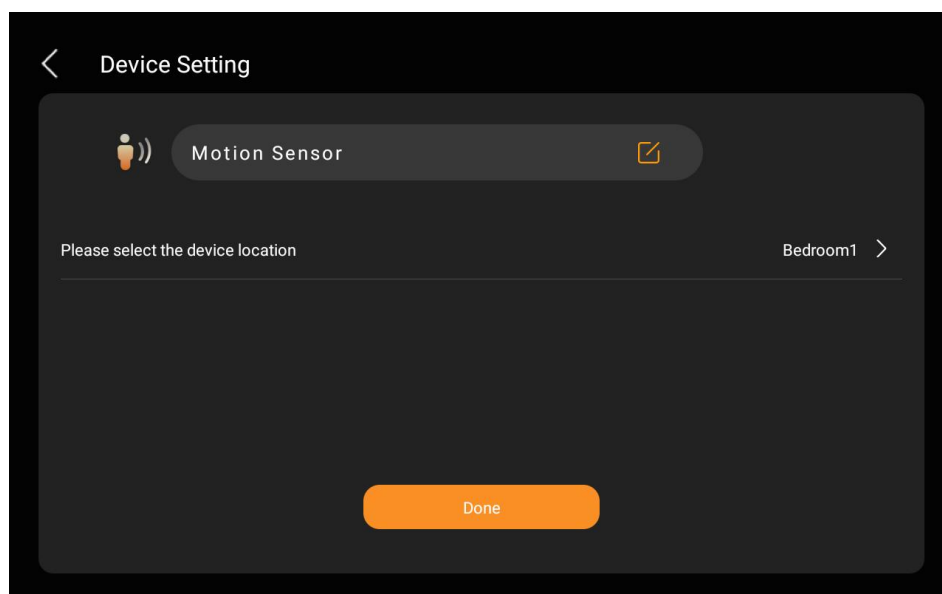 Device Setting
Motion Sensor
Please select the device location
Bedroom1
Done